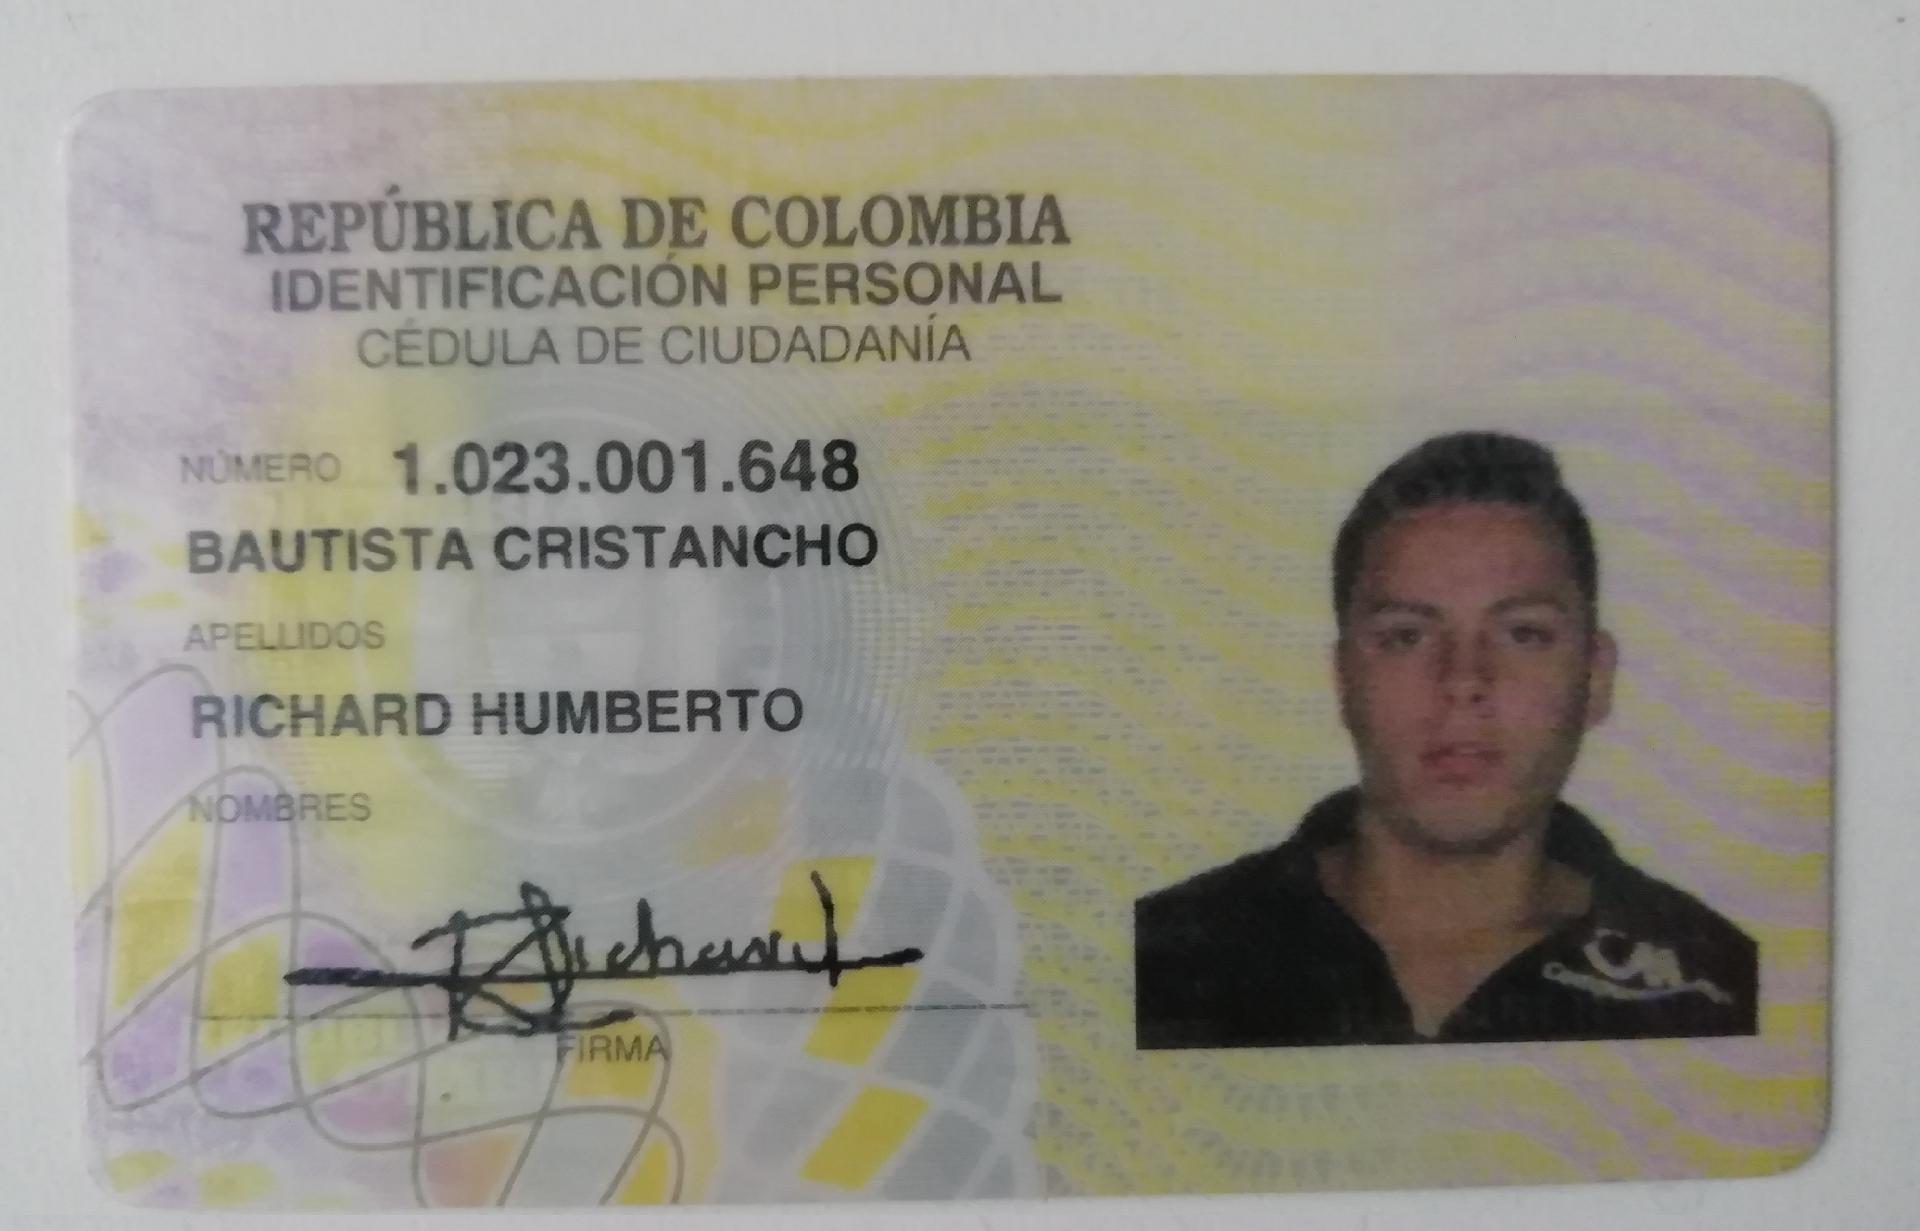 REPÚBLICA DE COLOMBIA
IDENTIFICACIÓN PERSONAL
CÉDULA DE CIUDADANÍA
NÚMERO 1.023.001.648
BAUTISTA CRISTANCHO
APELLIDOS
RICHARD HUMBERTO
NOMBRES
Richard
FIRMA